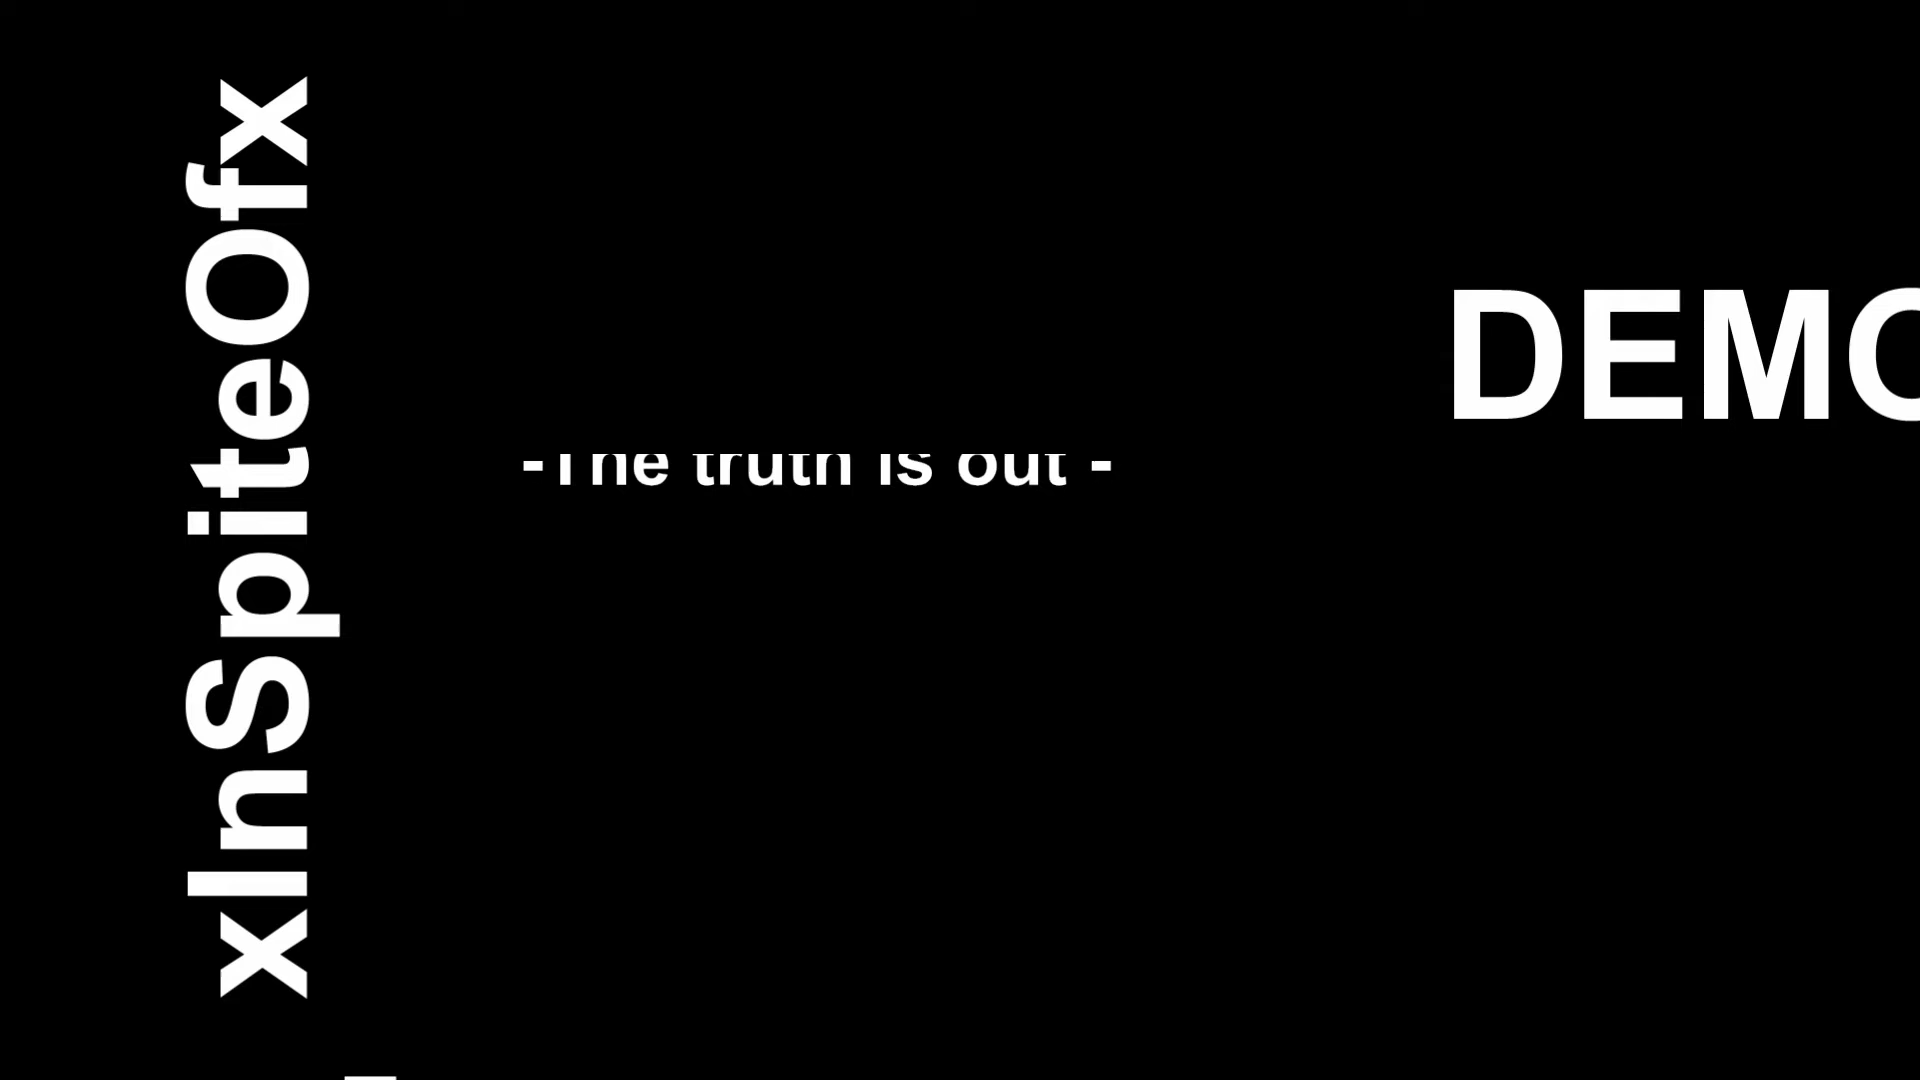 xInSpiteOfx
DEMO
-The truth is out -